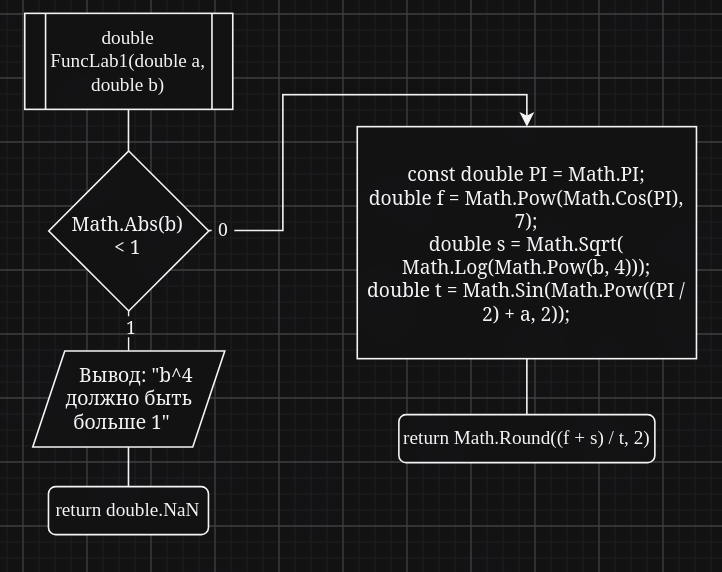 double
FuncLab1(double a,
double b)
Math.Abs(b)
< 1
0
1
Вывод: "b^4
должно быть
больше 1"
return double.NaN
const double PI = Math.PI;
double f = Math.Pow(Math.Cos(PI),
7);
double s = Math.Sqrt(
Math.Log(Math.Pow(b, 4)));
double t = Math.Sin(Math.Pow((PI /
2) + a, 2));
return Math.Round((f + s) / t, 2)